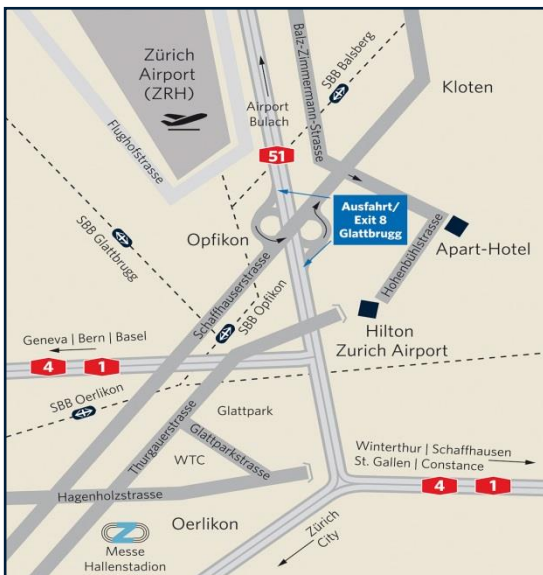 Zürich
Airport
(ZRH)
Balz-Zimmermann-Strasse
SBB Balsberg
Kloten
Airport
Bulach
Flughofstrasse
51
Ausfahrt/
Exit 8
Glattbrugg
SBB Glattbrugg
Opfikon
Apart-Hotel
Hohenbühlstrasse
Schaffhauserstrasse
SBB Opfikon
Hilton
Zurich Airport
Geneva | Bern | Basel
4
1
SBB Oerlikon
Thurgauerstrasse
Glattpark
Glattparkstrasse
WTC
Winterthur | Schaffhausen
St. Gallen | Constance
4
1
Hagenholzstrasse
Oerlikon
Z
Messe
Hallenstadion
Zürich
City